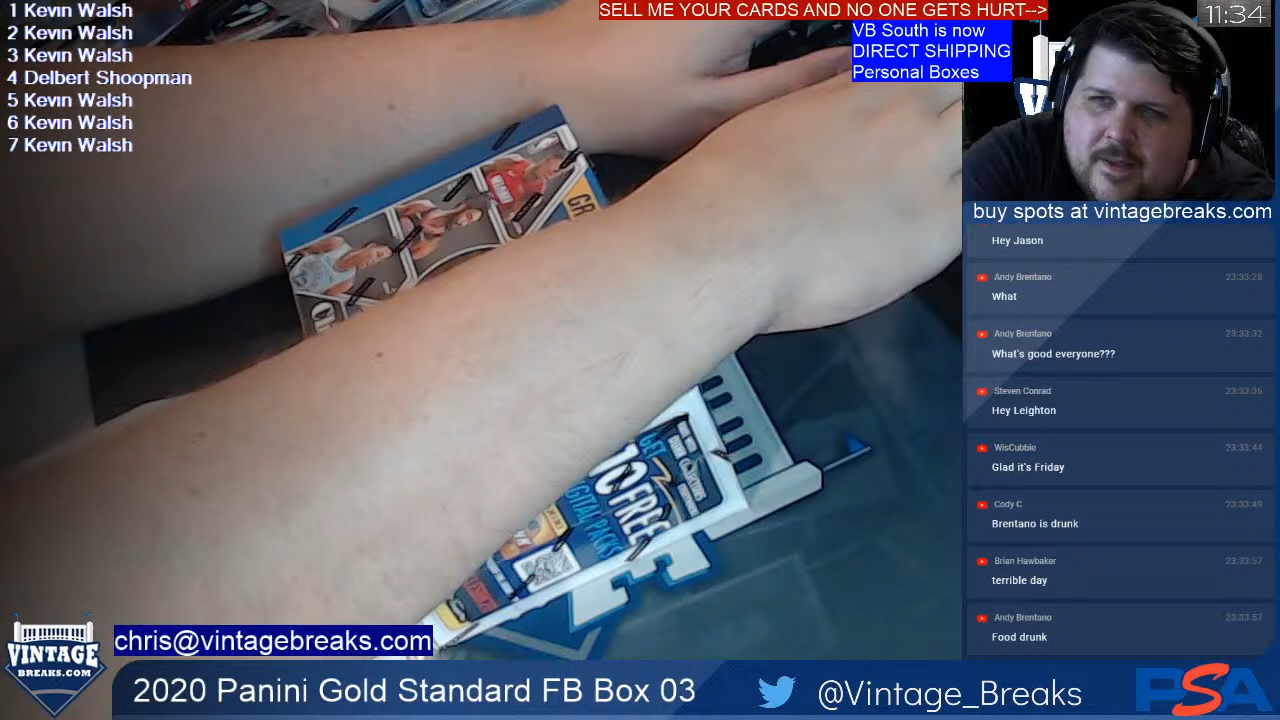 1 Kevin Walsh
2 Kevin Walsh
3 Kevin Walsh
4 Delbert Shoopman
5 Kevin Walsh
6 Kevin Walsh
7 Kevin Walsh
SELL ME YOUR CARDS AND NO ONE GETS HURT-->
VB South is now
DIRECT SHIPPING
Personal Boxes
11:34
buy spots at vintagebreaks.com
Hey Jason
Andy Brentano 23:33:28
What
Andy Brentano 23:33:32
What's good everyone???
Steven Conrad 23:33:36
Hey Leighton
WisCubbie 23:33:44
Glad it's Friday
Cody C 23:33:49
Brentano is drunk
Brian Hawbaker 23:33:57
terrible day
Andy Brentano 23:33:57
Food drunk
GR
GET
10 FREE
DIGITAL PACKS
VINTAGE
BREAKS.COM
chris@vintagebreaks.com
2020 Panini Gold Standard FB Box 03
@Vintage_Breaks
PSA